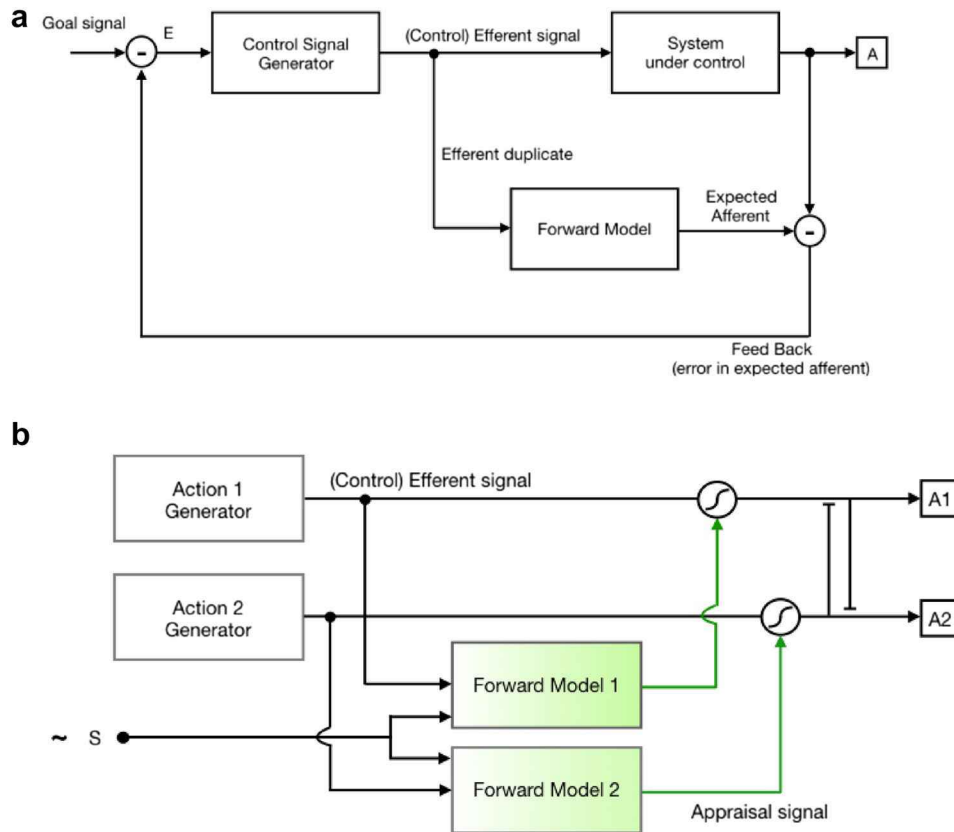 a
Goal signal
E
-
Control Signal
Generator
(Control) Efferent signal
System
under control
A
Efferent duplicate
Forward Model
Expected
Afferent
-
Feed Back
(error in expected afferent)
b
Action 1
Generator
(Control) Efferent signal
A1
Action 2
Generator
A2
Forward Model 1
~ S
Forward Model 2
Appraisal signal